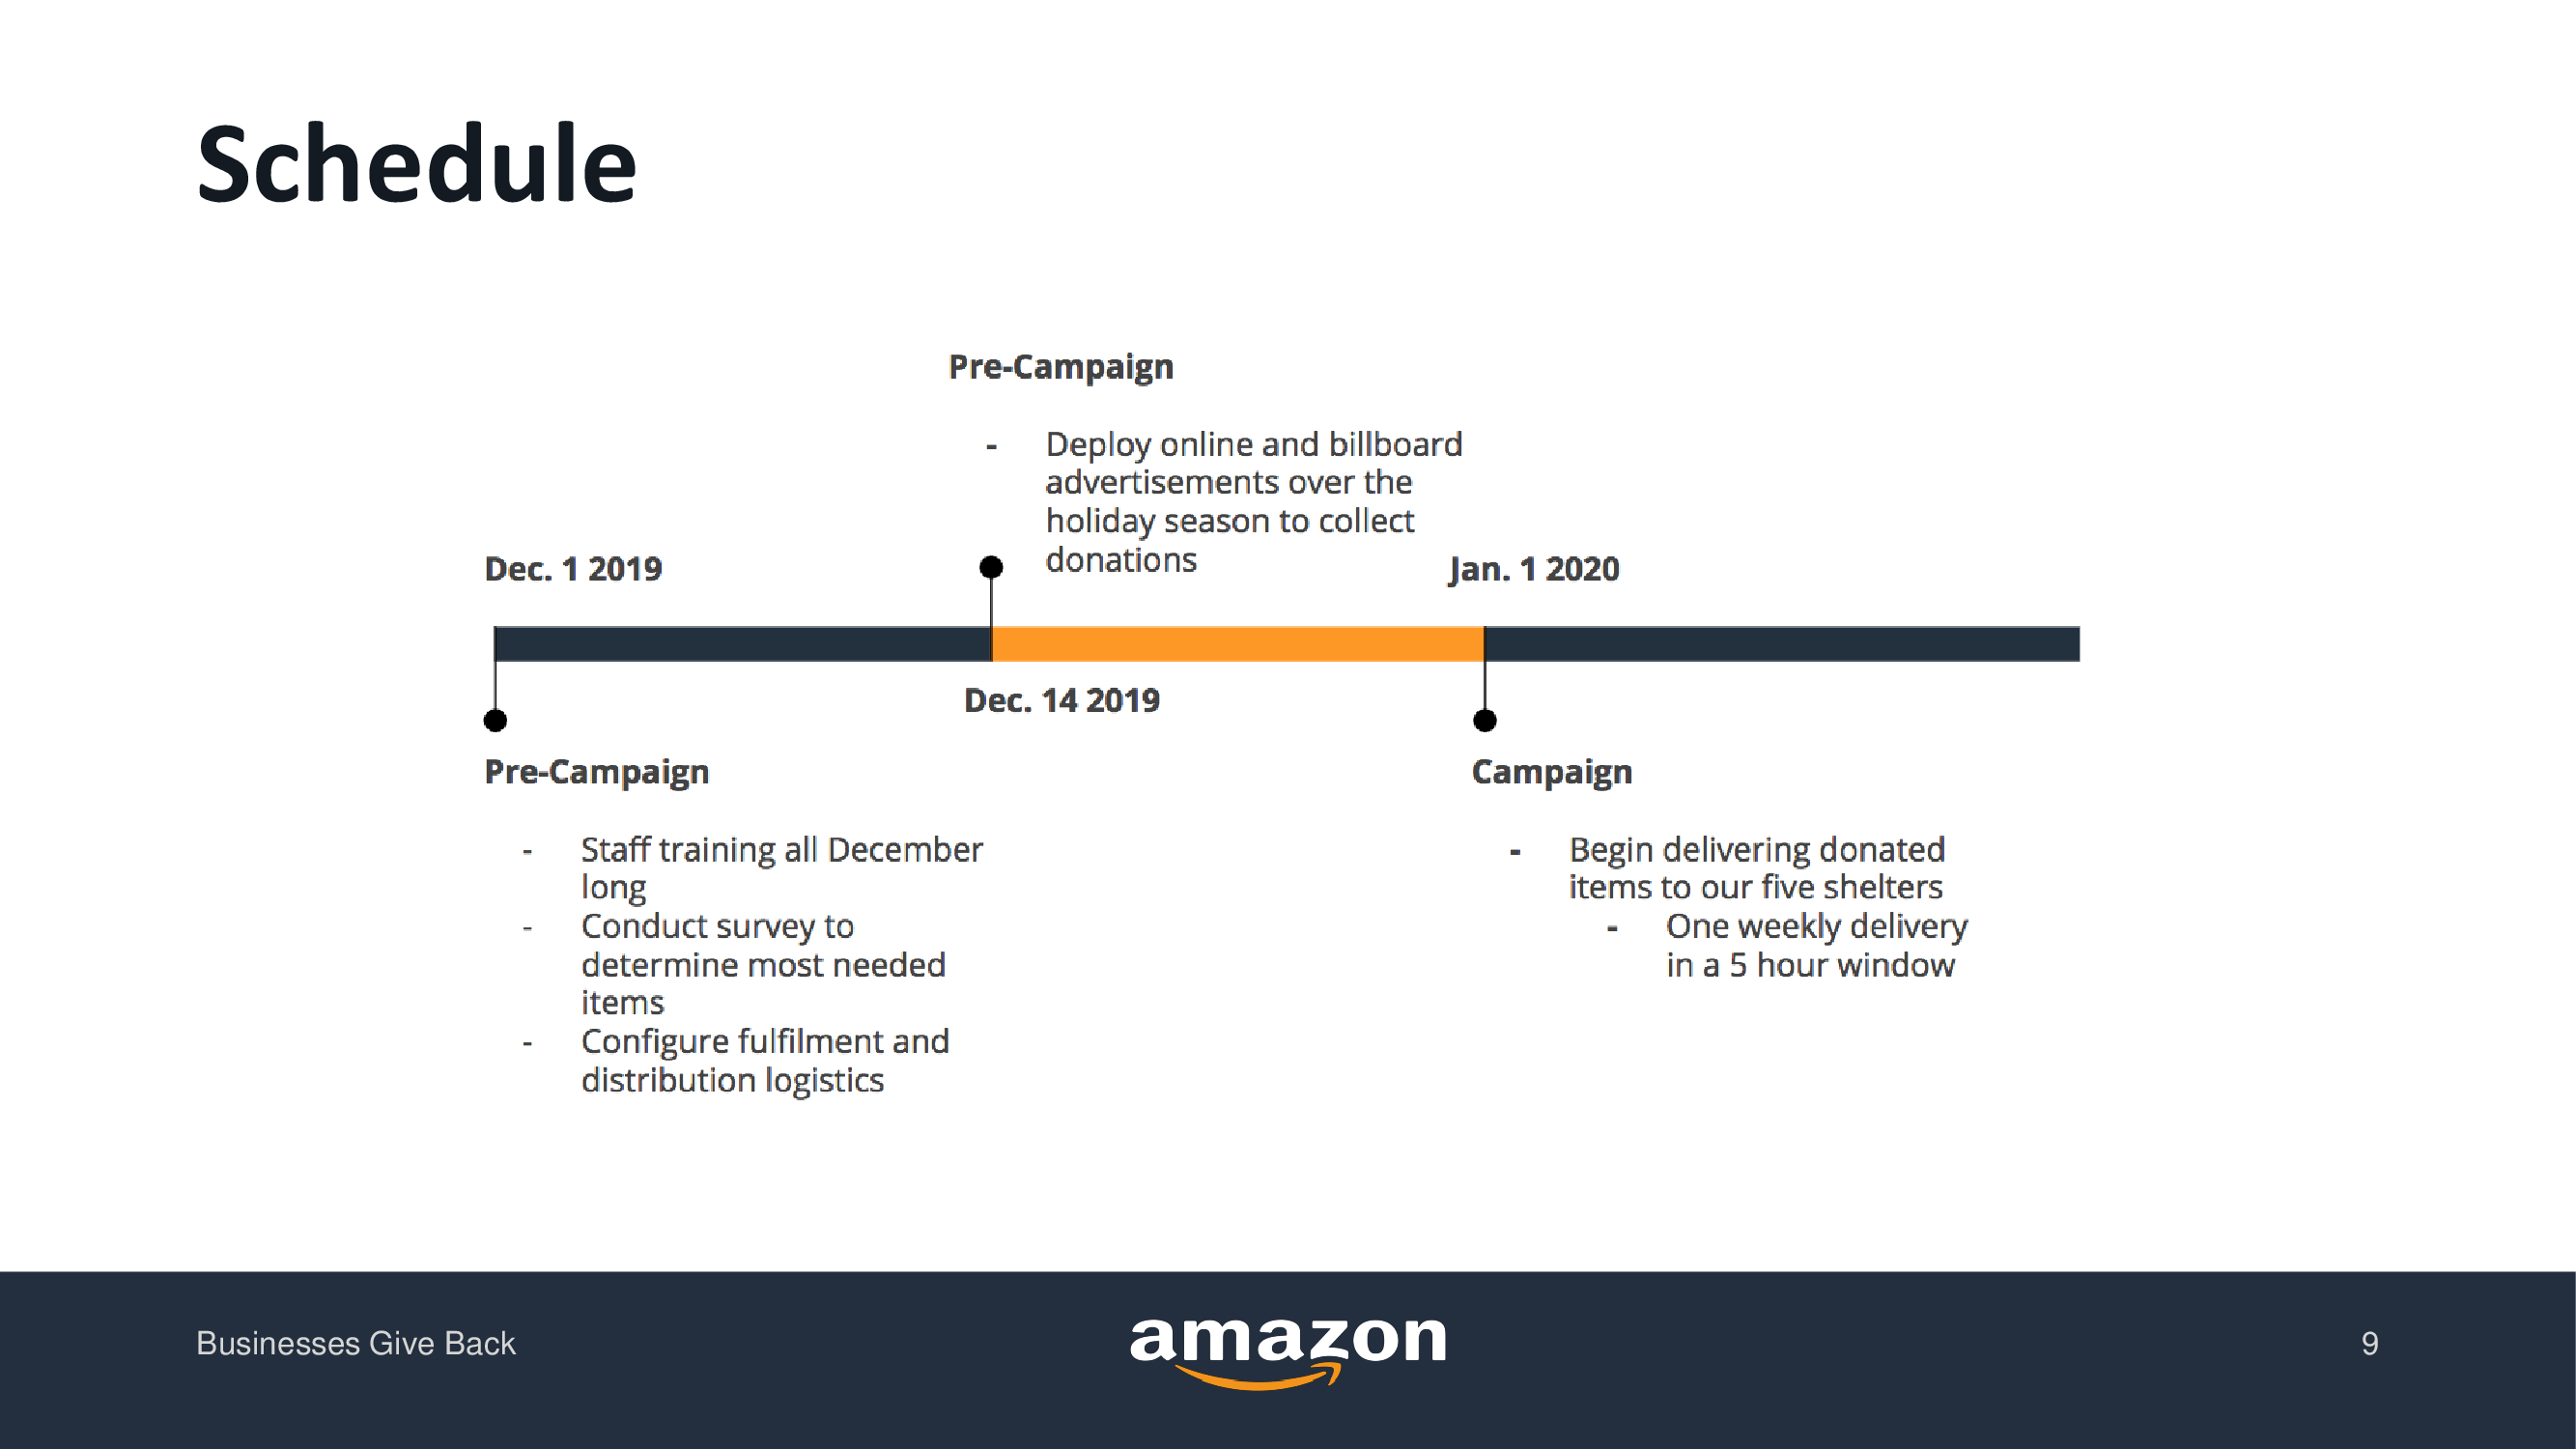 Schedule
Pre-Campaign
- Deploy online and billboard
advertisements over the
holiday season to collect
donations
Dec. 1 2019
Jan. 1 2020
Dec. 14 2019
Pre-Campaign
- Staff training all December
long
- Conduct survey to
determine most needed
items
- Configure fulfilment and
distribution logistics
Campaign
- Begin delivering donated
items to our five shelters
- One weekly delivery
in a 5 hour window
Businesses Give Back
amazon
9